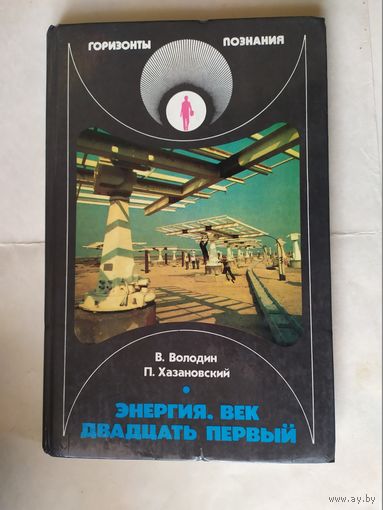 ГОРИЗОНТЫ ПОЗНАНИЯ
В. Володин
П. Хазановский
ЭНЕРГИЯ. ВЕК
ДВАДЦАТЬ ПЕРВЫЙ
www.ay.by